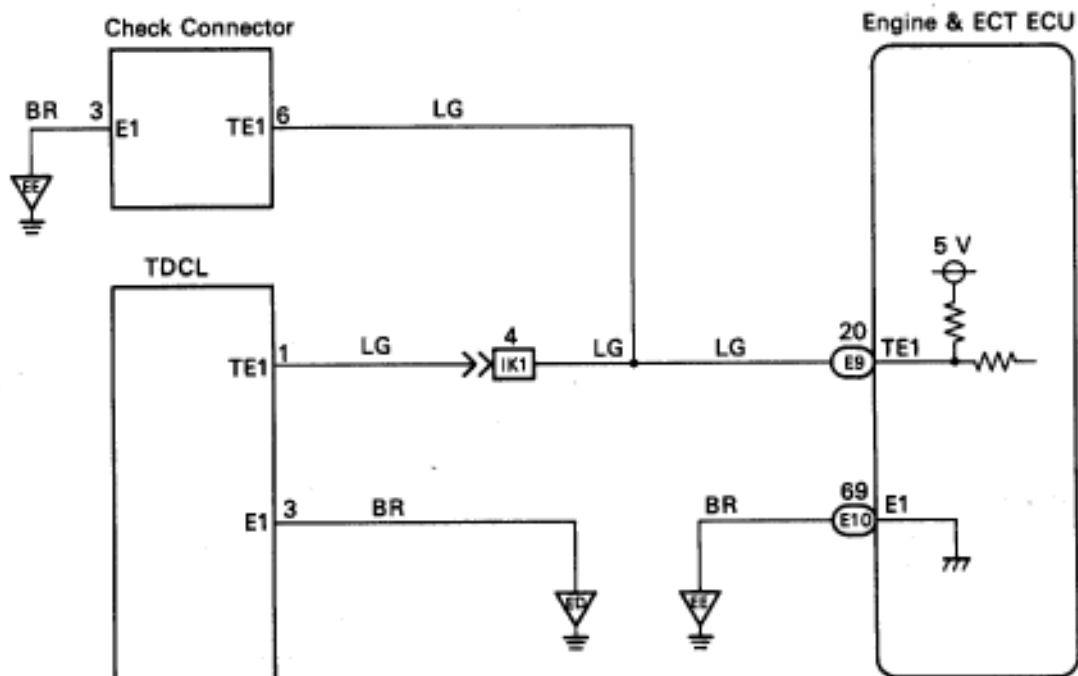 Check Connector
Engine & ECT ECU
BR 3 E1 TE1 6 LG
EE
5 V
TDCL
TE1 1 LG 4 IK1 LG LG 20 E9 TE1
E1 3 BR
BR 69 E10 E1
ED
EE